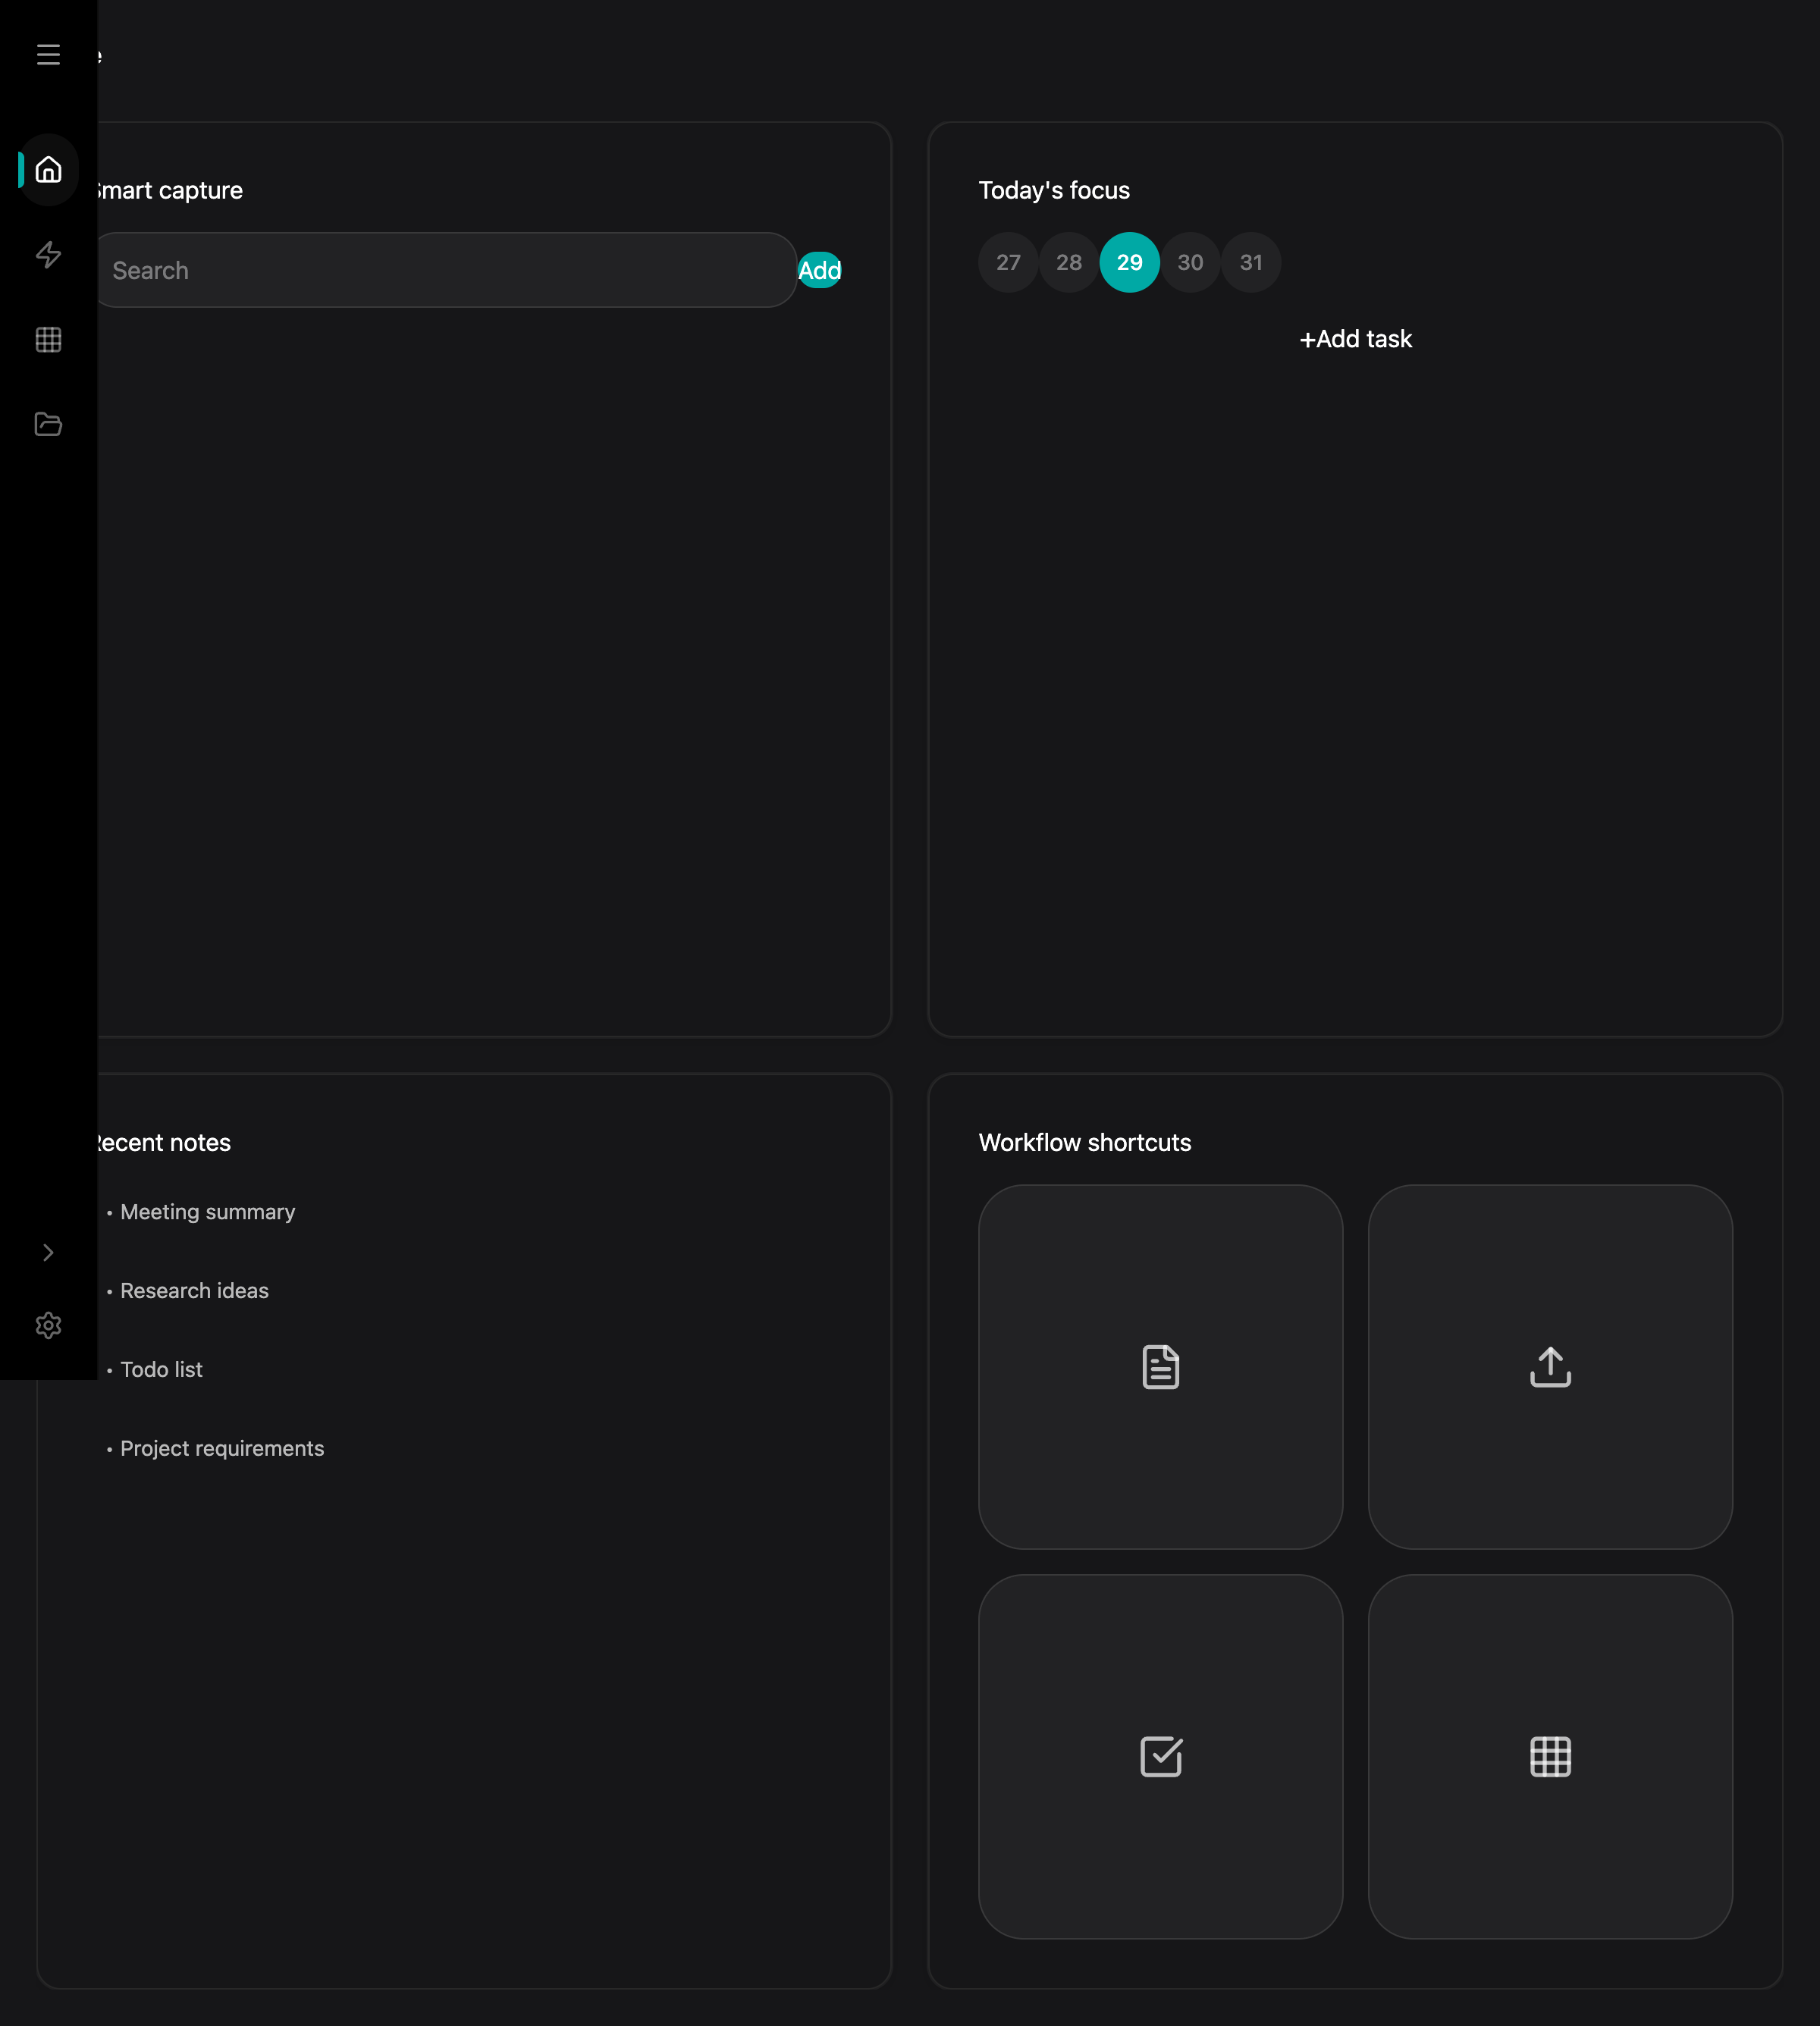 e
Smart capture
Search
Add
Today's focus
27 28 29 30 31
+Add task
Recent notes
• Meeting summary
• Research ideas
• Todo list
• Project requirements
Workflow shortcuts